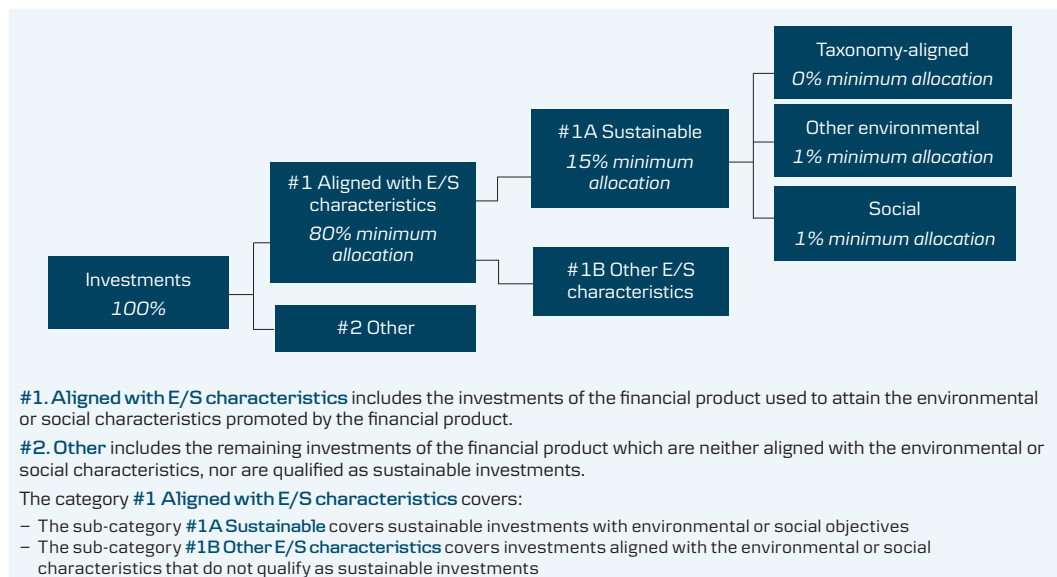 Taxonomy-aligned
0% minimum allocation
#1A Sustainable
15% minimum
allocation
Other environmental
1% minimum allocation
#1 Aligned with E/S
characteristics
80% minimum
allocation
Social
1% minimum allocation
Investments
100%
#1B Other E/S
characteristics
#2 Other
#1. Aligned with E/S characteristics includes the investments of the financial product used to attain the environmental
or social characteristics promoted by the financial product.
#2. Other includes the remaining investments of the financial product which are neither aligned with the environmental or
social characteristics, nor are qualified as sustainable investments.
The category #1 Aligned with E/S characteristics covers:
– The sub-category #1A Sustainable covers sustainable investments with environmental or social objectives
– The sub-category #1B Other E/S characteristics covers investments aligned with the environmental or social
characteristics that do not qualify as sustainable investments